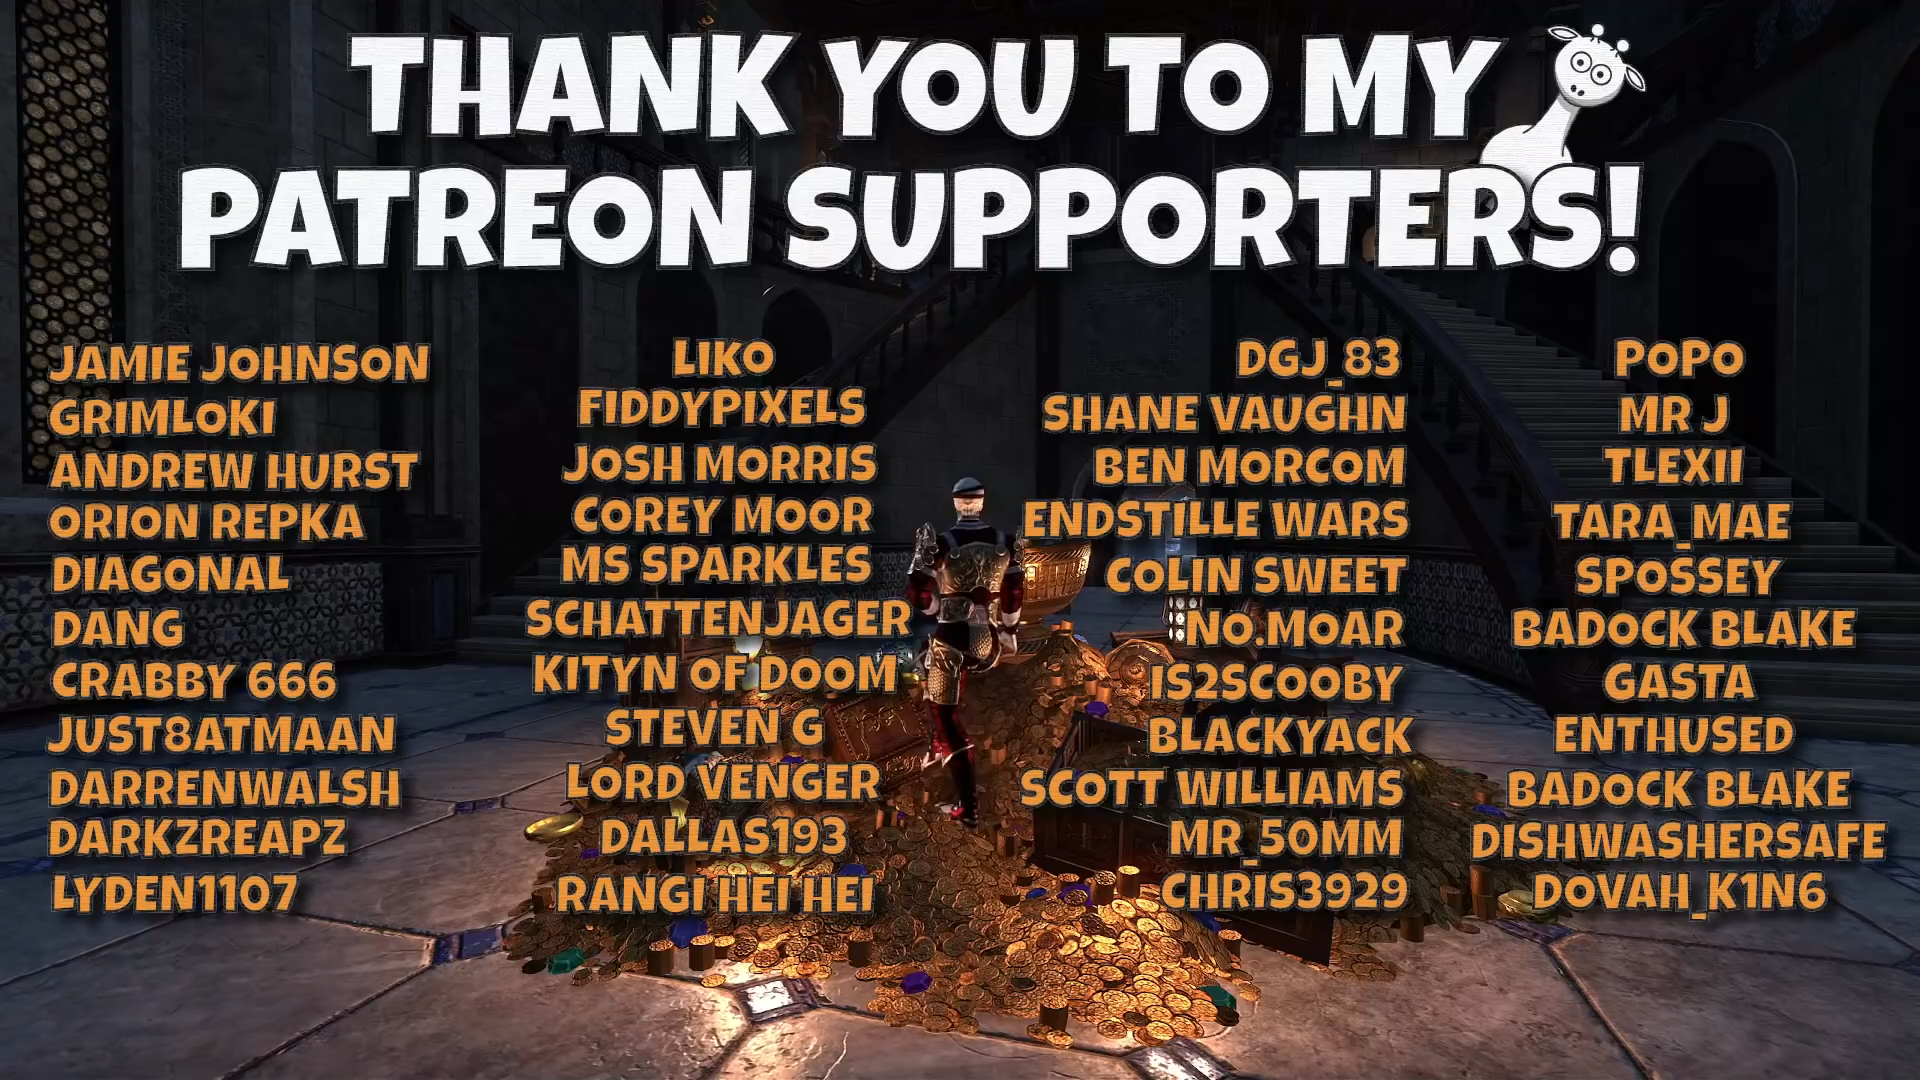 THANK YOU TO MY
PATREON SUPPORTERS!
JAMIE JOHNSON
GRIMLOKI
ANDREW HURST
ORION REPKA
DIAGONAL
DANG
CRABBY 666
JUST8ATMAAN
DARRENWALSH
DARKZREAPZ
LYDEN1107
LIKO
FIDDYPIXELS
JOSH MORRIS
COREY MOOR
MS SPARKLES
SCHATTENJAGER
KITYN OF DOOM
STEVEN G
LORD VENGER
DALLAS193
RANGI HEI HEI
DGJ_83
SHANE VAUGHN
BEN MORCOM
ENDSTILLE WARS
COLIN SWEET
NO.MOAR
IS2SCOOBY
BLACKYACK
SCOTT WILLIAMS
MR_50MM
CHRIS3929
POPO
MR J
TLEXII
TARA_MAE
SPOSSEY
BADOCK BLAKE
GASTA
ENTHUSED
BADOCK BLAKE
DISHWASHERSAFE
DOVAH_K1N6